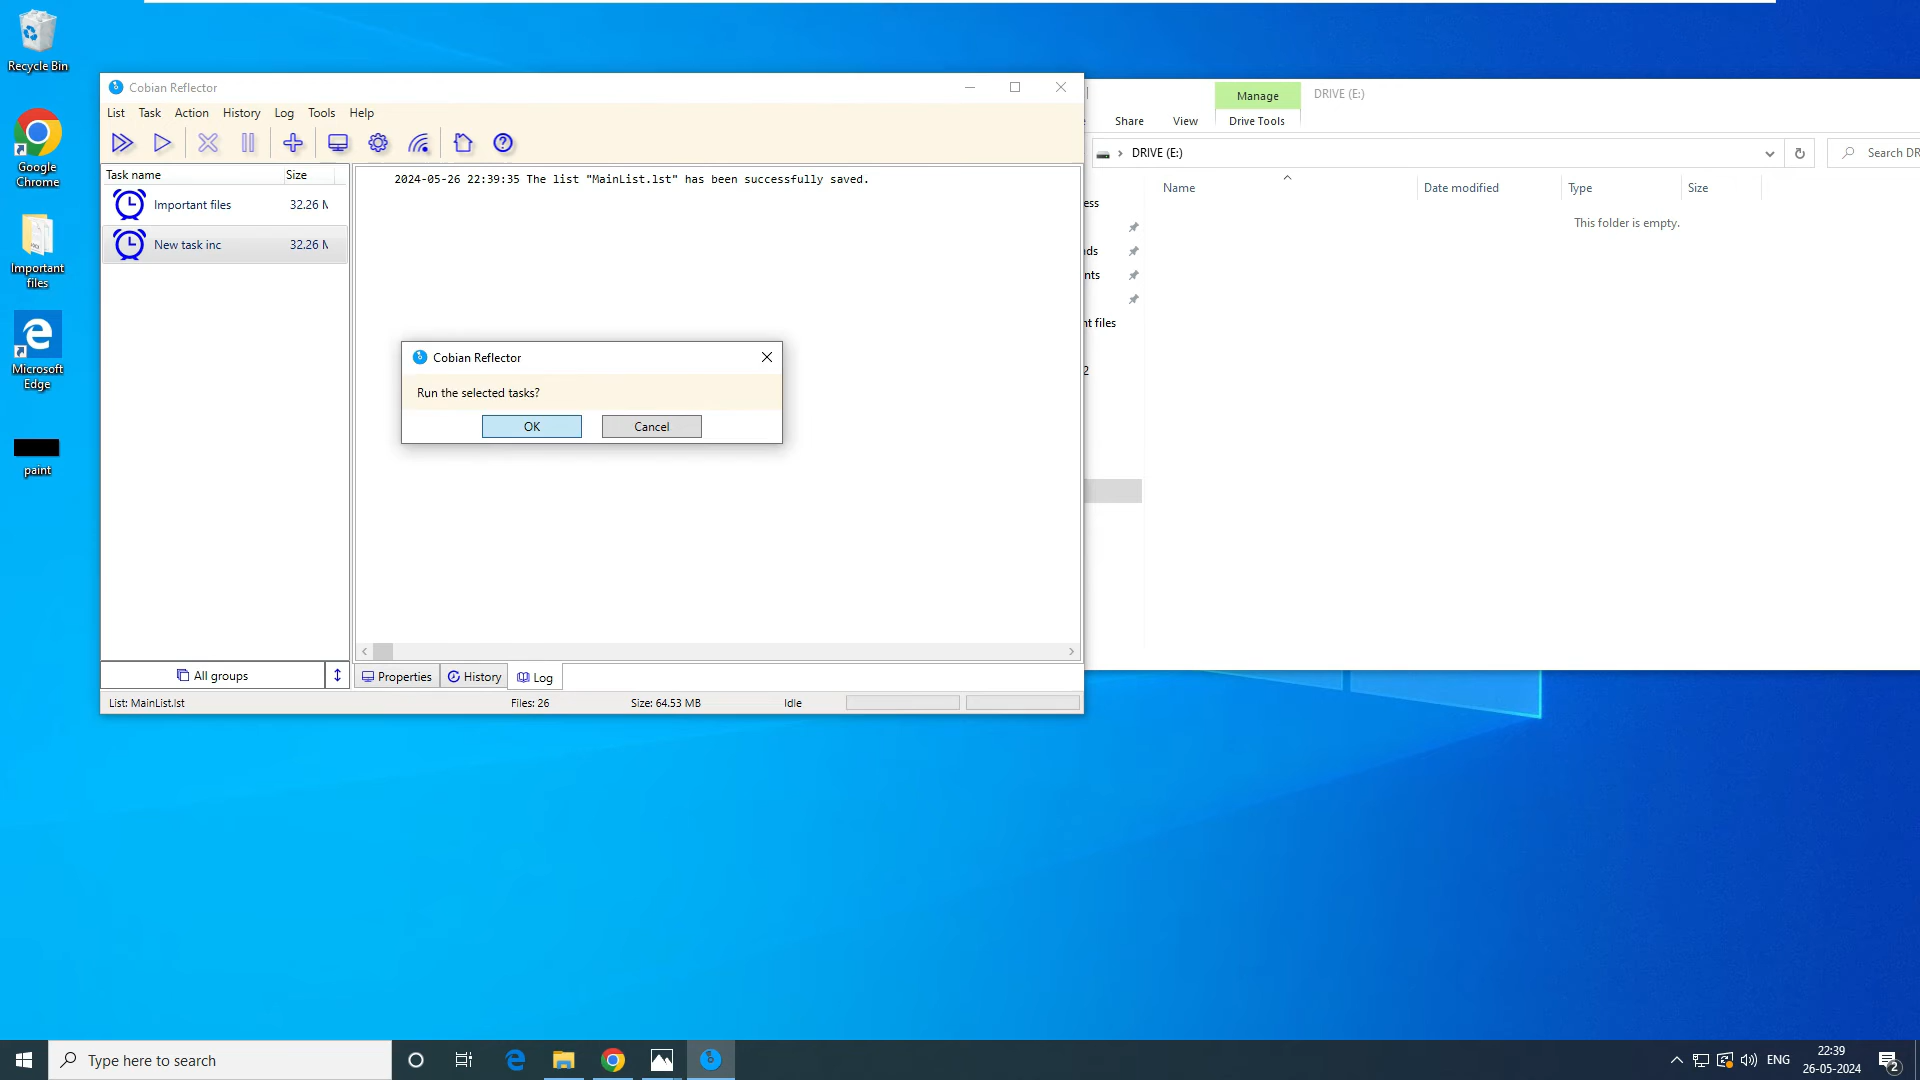 Recycle Bin
Google
Chrome
Important
files
Microsoft
Edge
paint
Cobian Reflector
List Task Action History Log Tools Help
Task name Size
Important files 32.26 M
New task inc 32.26 M
2024-05-26 22:39:35 The list "MainList.lst" has been successfully saved.
Cobian Reflector
Run the selected tasks?
OK Cancel
All groups
Properties History Log
List: MainList.lst Files: 26 Size: 64.53 MB Idle
Manage DRIVE (E:)
Share View Drive Tools
DRIVE (E:) Search DR
Name Date modified Type Size
This folder is empty.
ess
ds
nts
nt files
2
Type here to search
ENG
22:39
26-05-2024
2